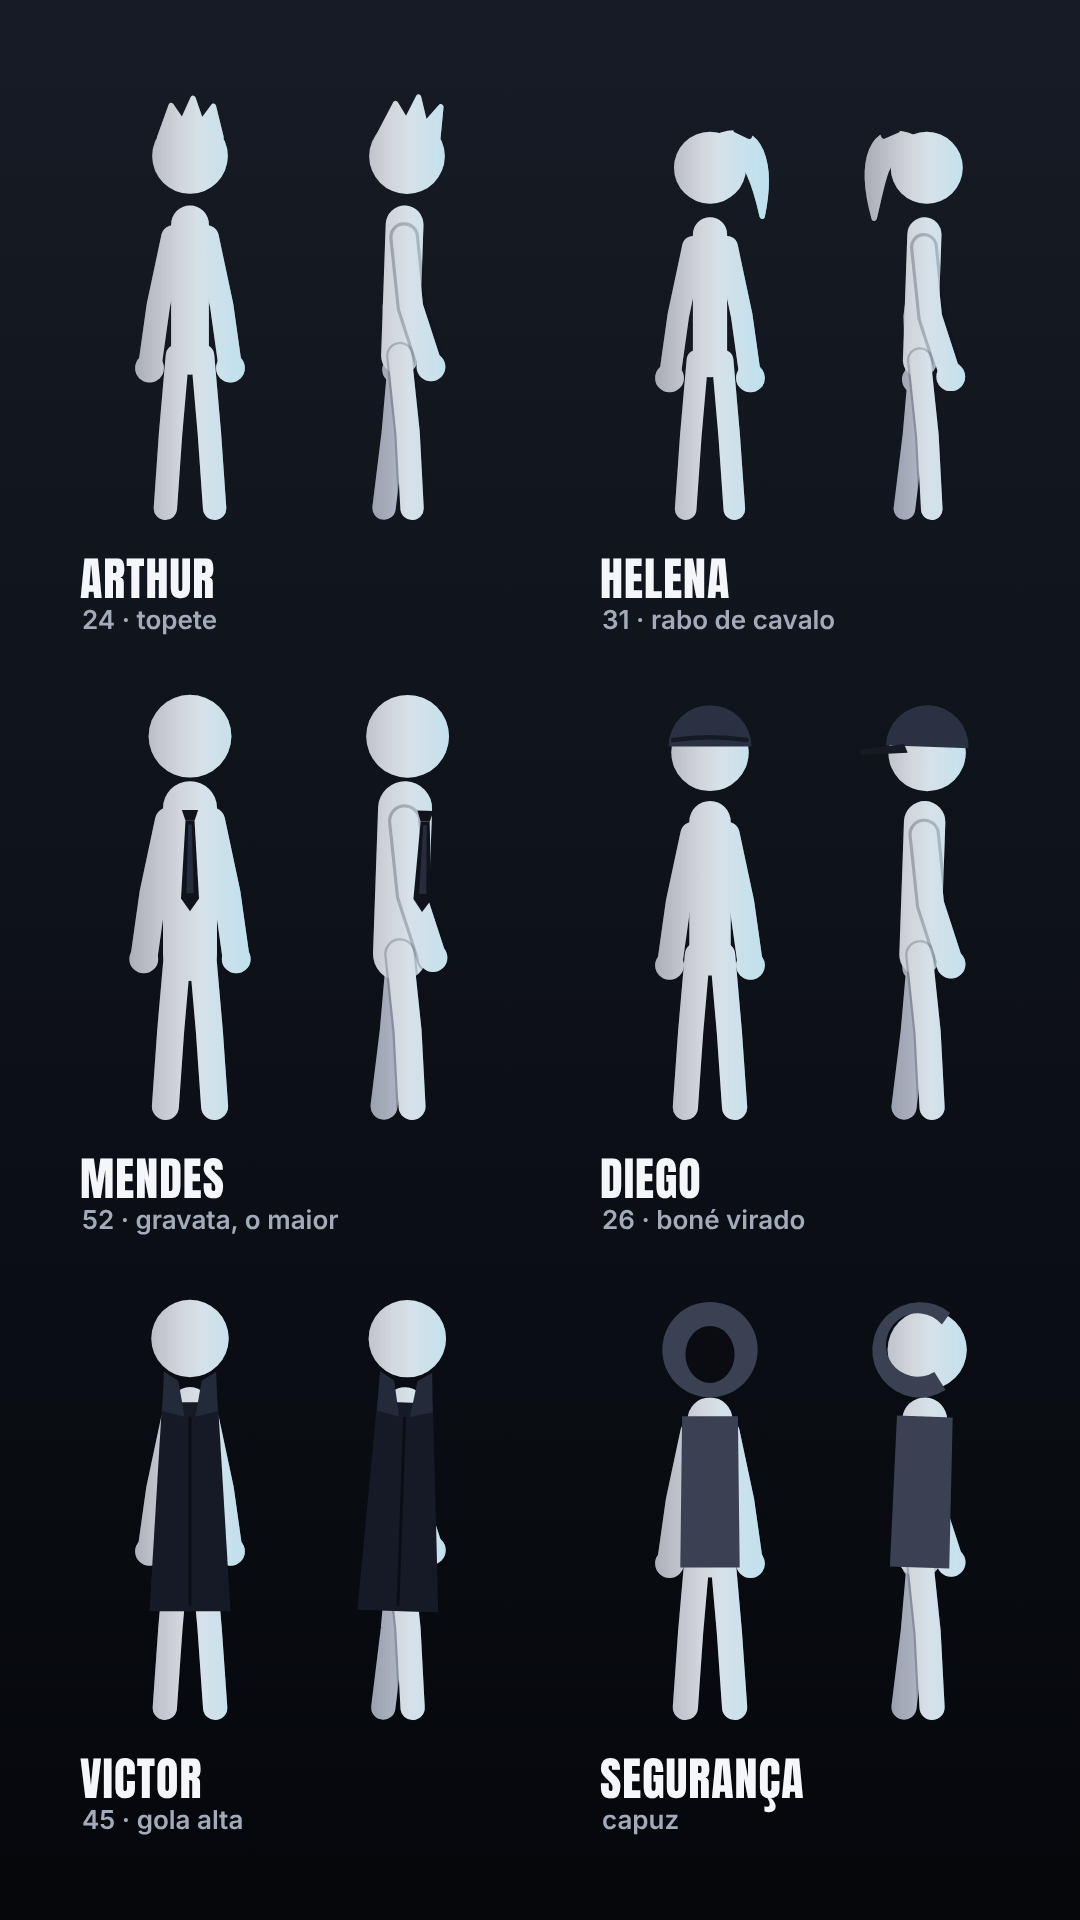 ARTHUR
24 · topete
HELENA
31 · rabo de cavalo
MENDES
52 · gravata, o maior
DIEGO
26 · boné virado
VICTOR
45 · gola alta
SEGURANÇA
capuz